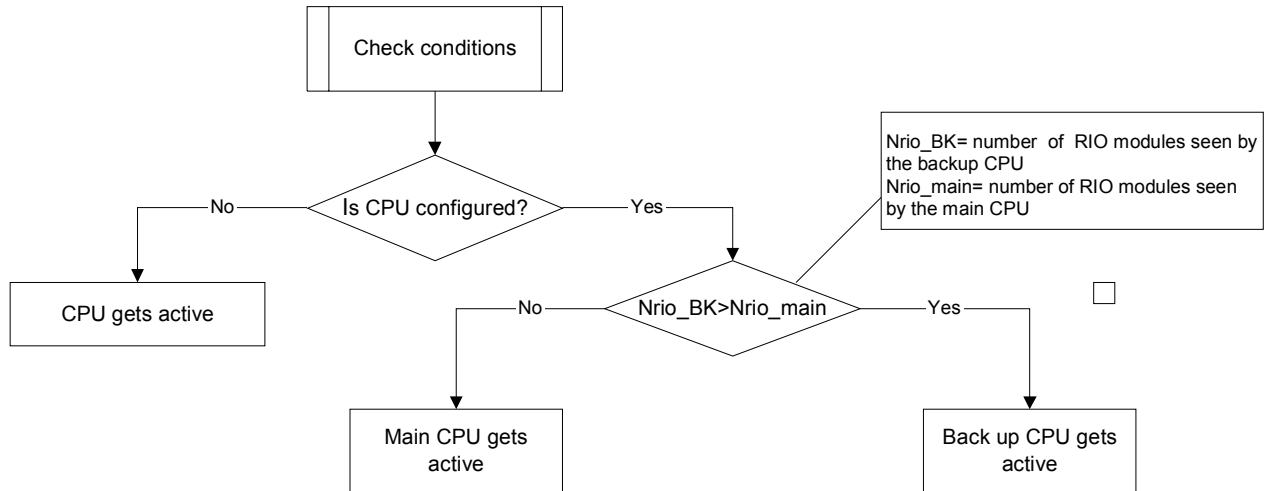 Check conditions
Nrio_BK= number of RIO modules seen by
the backup CPU
Nrio_main= number of RIO modules seen
by the main CPU
No
Is CPU configured?
Yes
CPU gets active
No
Nrio_BK>Nrio_main
Yes
Main CPU gets
active
Back up CPU gets
active